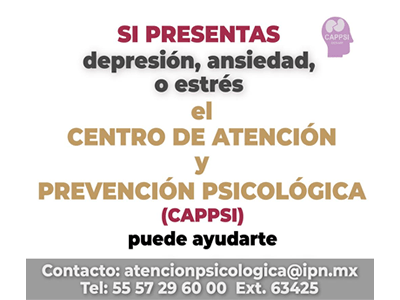 CAPPSI
SI PRESENTAS
depresión, ansiedad,
o estrés
el
CENTRO DE ATENCIÓN
y
PREVENCIÓN PSICOLÓGICA
(CAPPSI)
puede ayudarte
Contacto: atencionpsicologica@ipn.mx
Tel: 55 57 29 60 00 Ext. 63425